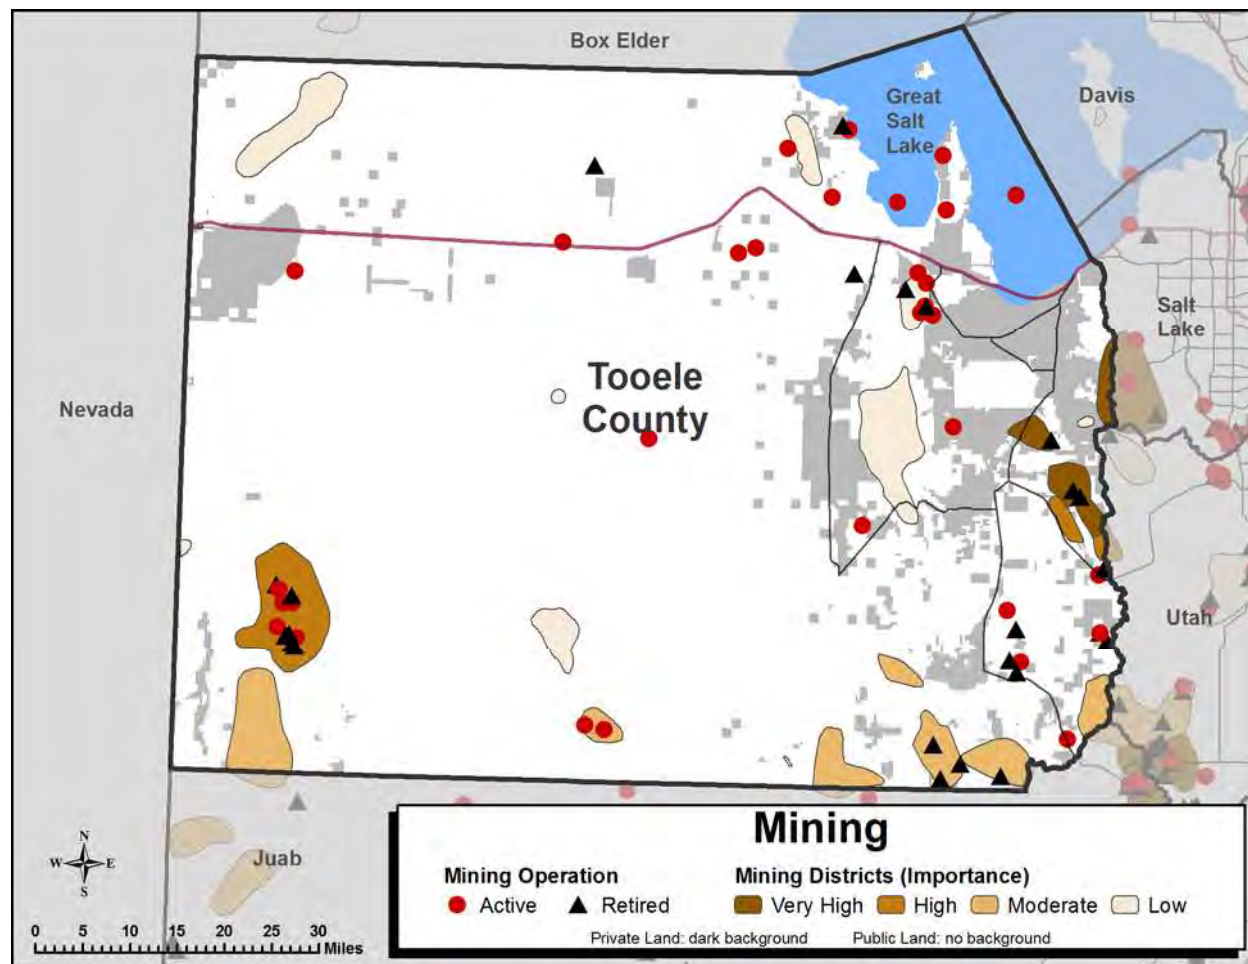 Box Elder
Great
Salt
Lake
Davis
Salt
Lake
Nevada
Tooele
County
Utah
Juab
N
W E
S
0 5 10 15 20 25 30
Miles
Mining
Mining Operation
Active
Retired
Mining Districts (Importance)
Very High
High
Moderate
Low
Private Land: dark background
Public Land: no background